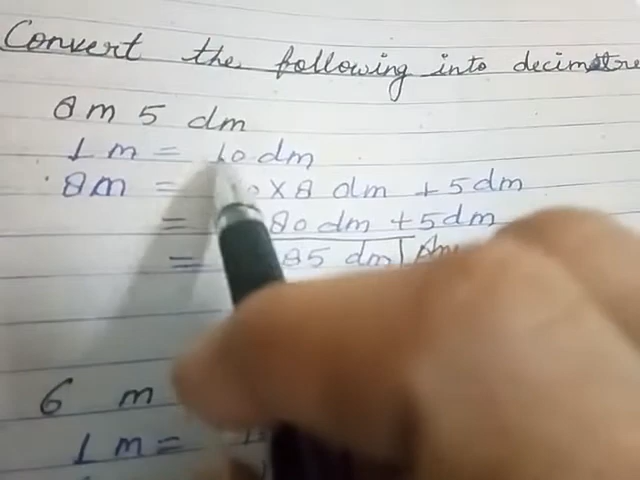 Convert the following into decimetre
8m 5 dm
1 m = 10 dm
8m = 0 x 8 dm + 5dm
= 80 dm + 5dm
= 85 dm
6 m
1 m =